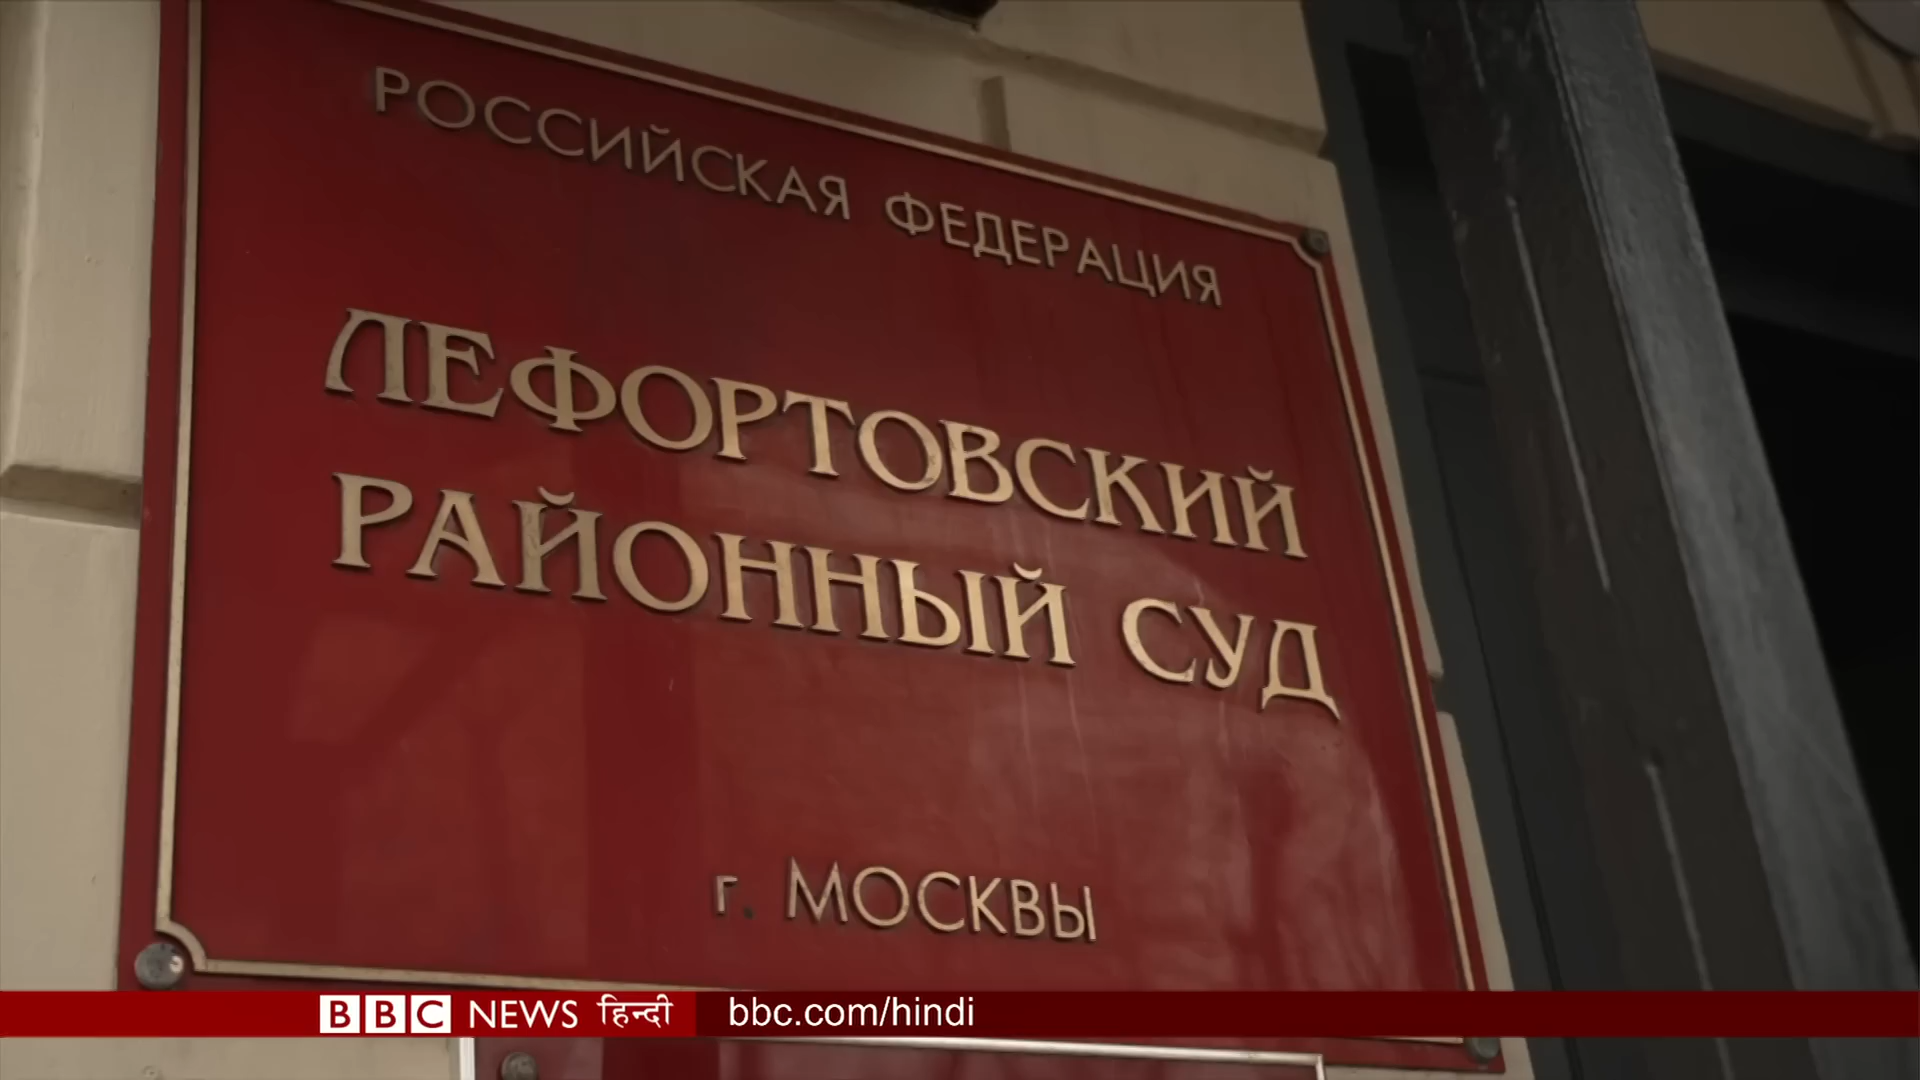 РОССИЙСКАЯ ФЕДЕРАЦИЯ
ЛЕФОРТОВСКИЙ
РАЙОННЫЙ СУД
г. МОСКВЫ
BBC NEWS हिन्दी bbc.com/hindi